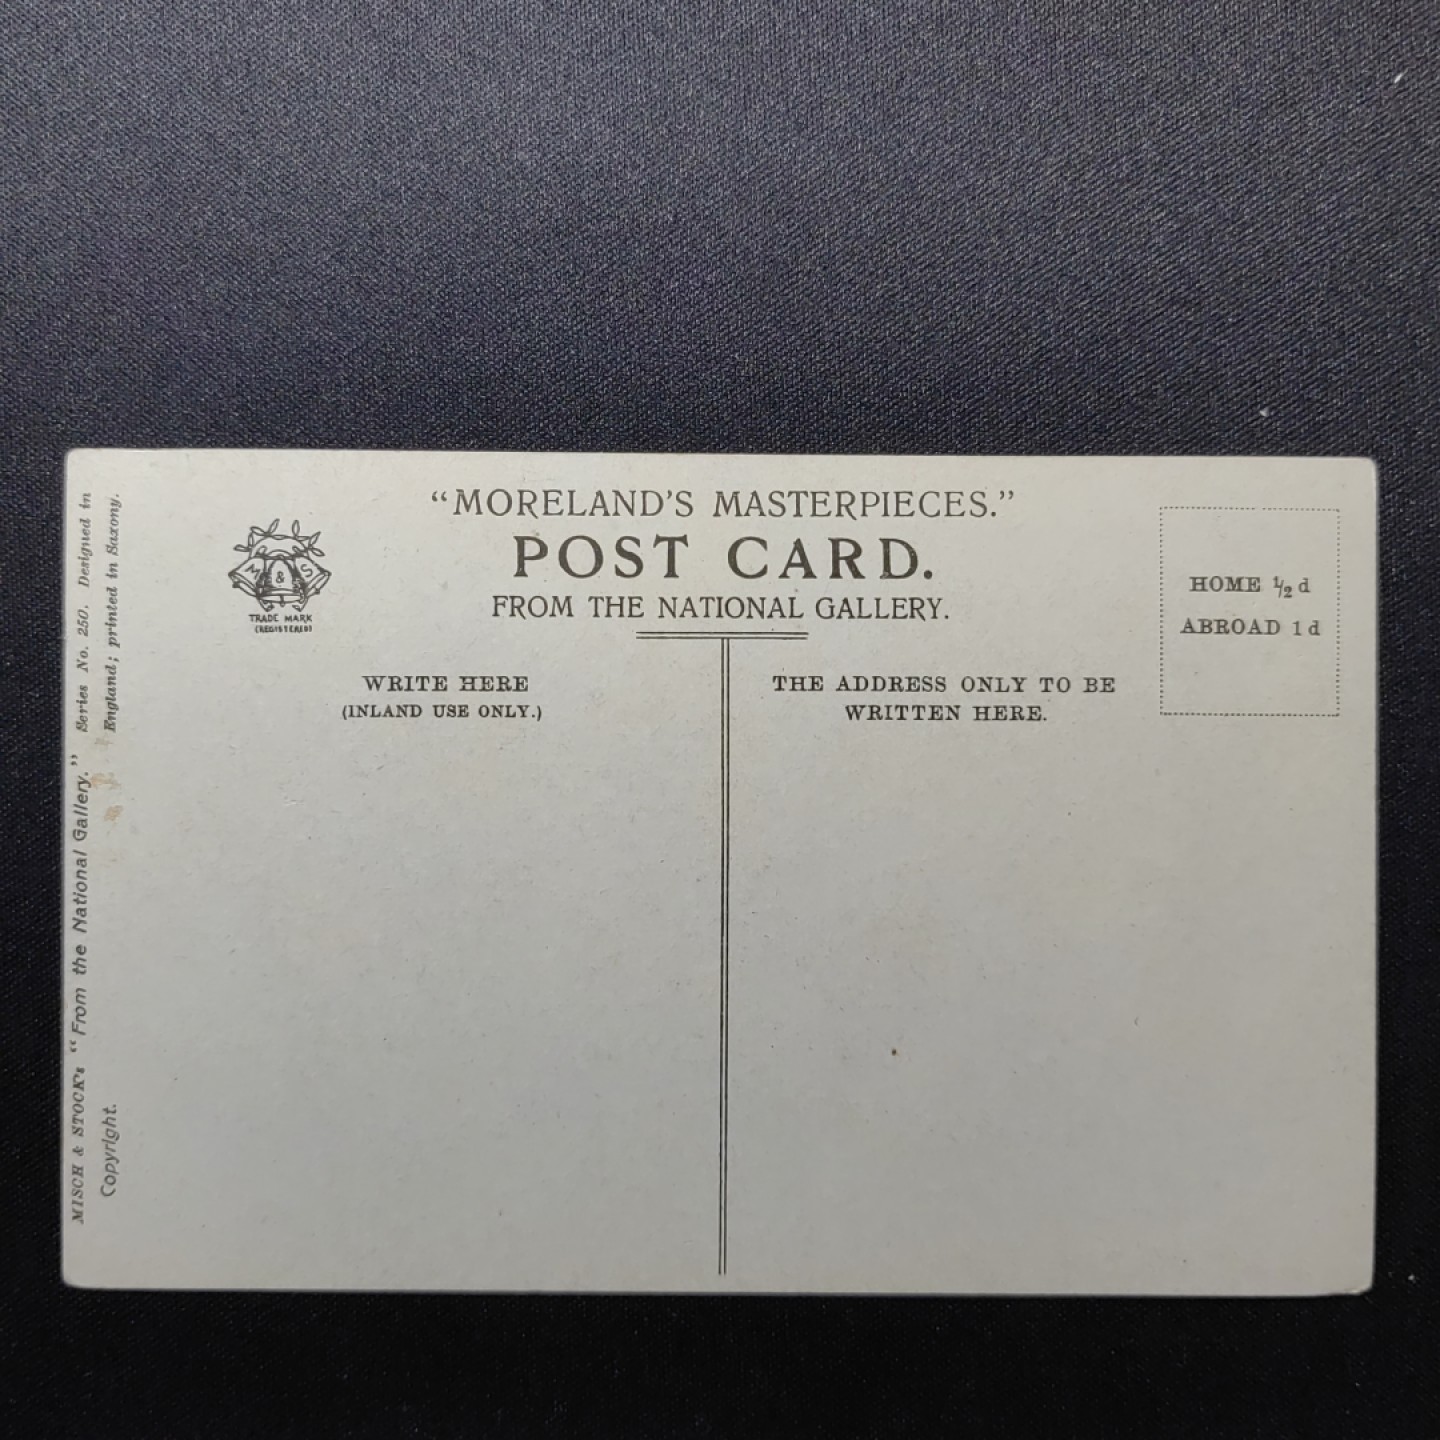 "MORELAND'S MASTERPIECES."
POST CARD.
FROM THE NATIONAL GALLERY.
M & S
TRADE MARK
(REGISTERED)
WRITE HERE
(INLAND USE ONLY.)
THE ADDRESS ONLY TO BE
WRITTEN HERE.
HOME ½ d
ABROAD 1 d
MISCH & STOCK's "From the National Gallery." Series No. 250. Designed in
Copyright. England; printed in Saxony.